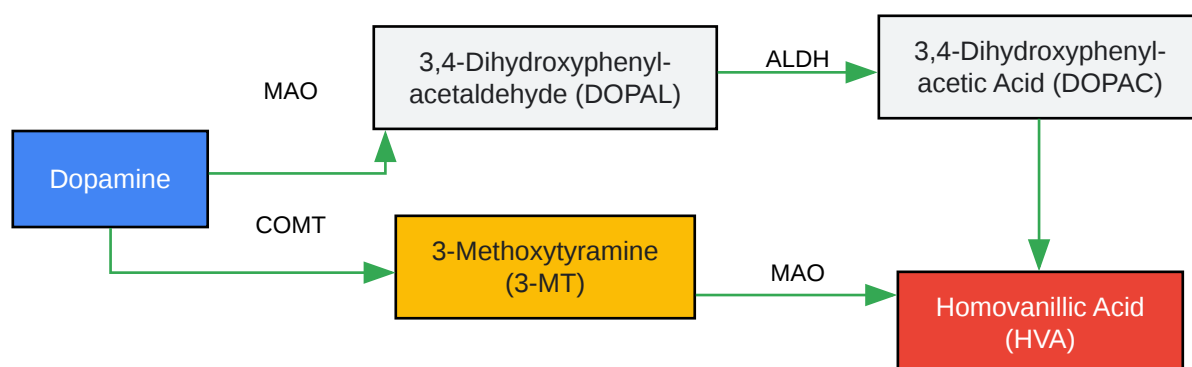 MAO
3,4-Dihydroxyphenyl-
acetaldehyde (DOPAL)
ALDH
3,4-Dihydroxyphenyl-
acetic Acid (DOPAC)
Dopamine
COMT
3-Methoxytyramine
(3-MT)
MAO
Homovanillic Acid
(HVA)